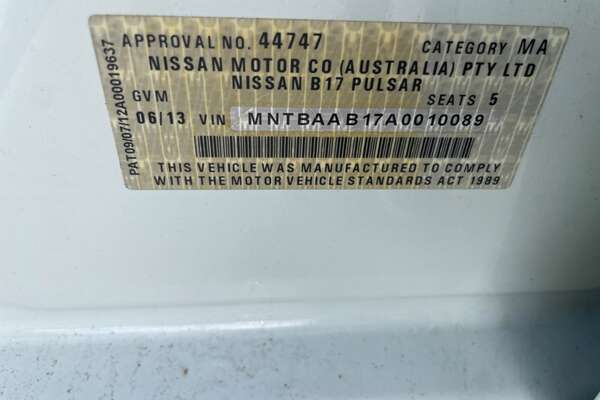 APPROVAL NO. 44747 CATEGORY MA
NISSAN MOTOR CO (AUSTRALIA) PTY LTD
NISSAN B17 PULSAR
GVM SEATS 5
06/13 VIN MNTBAAB17A0010089
THIS VEHICLE WAS MANUFACTURED TO COMPLY
WITH THE MOTOR VEHICLE STANDARDS ACT 1989
PAT09/07/12A00019637